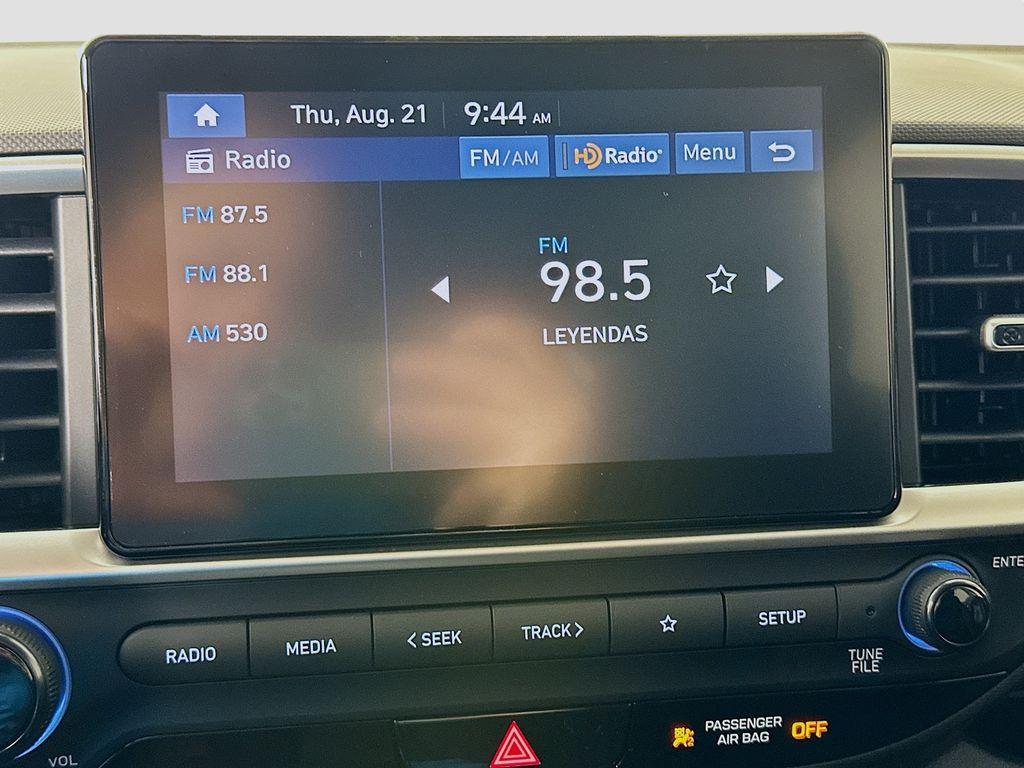 Thu, Aug. 21 9:44 AM
Radio FM/AM HD Radio Menu
FM 87.5
FM 88.1
AM 530
FM
98.5
LEYENDAS
ENTE
RADIO MEDIA < SEEK TRACK > SETUP
TUNE
FILE
VOL
PASSENGER
AIR BAG OFF